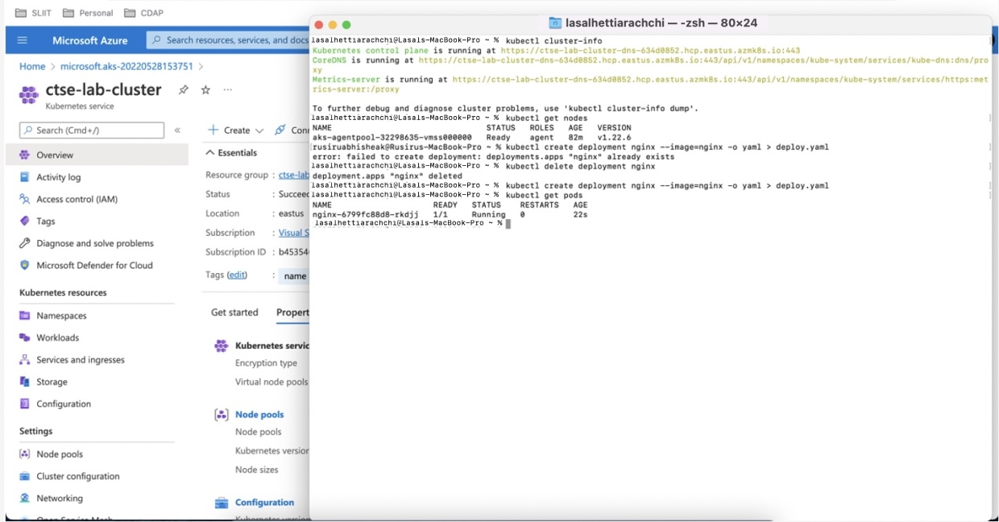 SLIIT
Personal
CDAP
Microsoft Azure
Search resources, services, and docs
Home > microsoft.aks-20220528153751 >
ctse-lab-cluster
Kubernetes service
Search (Cmd+/)
«
Create
Overview
Activity log
Access control (IAM)
Tags
Diagnose and solve problems
Microsoft Defender for Cloud
Kubernetes resources
Namespaces
Workloads
Services and ingresses
Storage
Configuration
Settings
Node pools
Cluster configuration
Networking
Essentials
Resource group : ctse-lab
Status :
Location : eastus
Subscription : Visual S
Subscription ID : b45354
Tags (edit) : name
Get started
Propert
Kubernetes servic
Encryption type
Virtual node pools
Node pools
Node pools
Kubernetes version
Node sizes
Configuration
lasalhettiarachchi — -zsh — 80×24
lasalhettiarachchi@Lasals-MacBook-Pro ~ % kubectl cluster-info
Kubernetes control plane is running at https://ctse-lab-cluster-dns-634d0852.hcp.eastus.azmk8s.io:443
CoreDNS is running at https://ctse-lab-cluster-dns-634d0852.hcp.eastus.azmk8s.io:443/api/v1/namespaces/kube-system/services/kube-dns:dns/pro
xy
Metrics-server is running at https://ctse-lab-cluster-dns-634d0852.hcp.eastus.azmk8s.io:443/api/v1/namespaces/kube-system/services/https:met
rics-server:/proxy
To further debug and diagnose cluster problems, use 'kubectl cluster-info dump'.
lasalhettiarachchi@Lasals-MacBook-Pro ~ % kubectl get nodes
NAME STATUS ROLES AGE VERSION
aks-agentpool-32298635-vmss000000 Ready agent 82m v1.22.6
rusiruabhisheak@Rusirus-MacBook-Pro ~ % kubectl create deployment nginx --image=nginx -o yaml > deploy.yaml
error: failed to create deployment: deployments.apps "nginx" already exists
lasalhettiarachchi@Lasals-MacBook-Pro ~ % kubectl delete deployment nginx
deployment.apps "nginx" deleted
lasalhettiarachchi@Lasals-MacBook-Pro ~ % kubectl create deployment nginx --image=nginx -o yaml > deploy.yaml
lasalhettiarachchi@Lasals-MacBook-Pro ~ % kubectl get pods
NAME READY STATUS RESTARTS AGE
nginx-6799fc88d8-rkdjj 1/1 Running 0 22s
lasalhettiarachchi@Lasals-MacBook-Pro ~ %